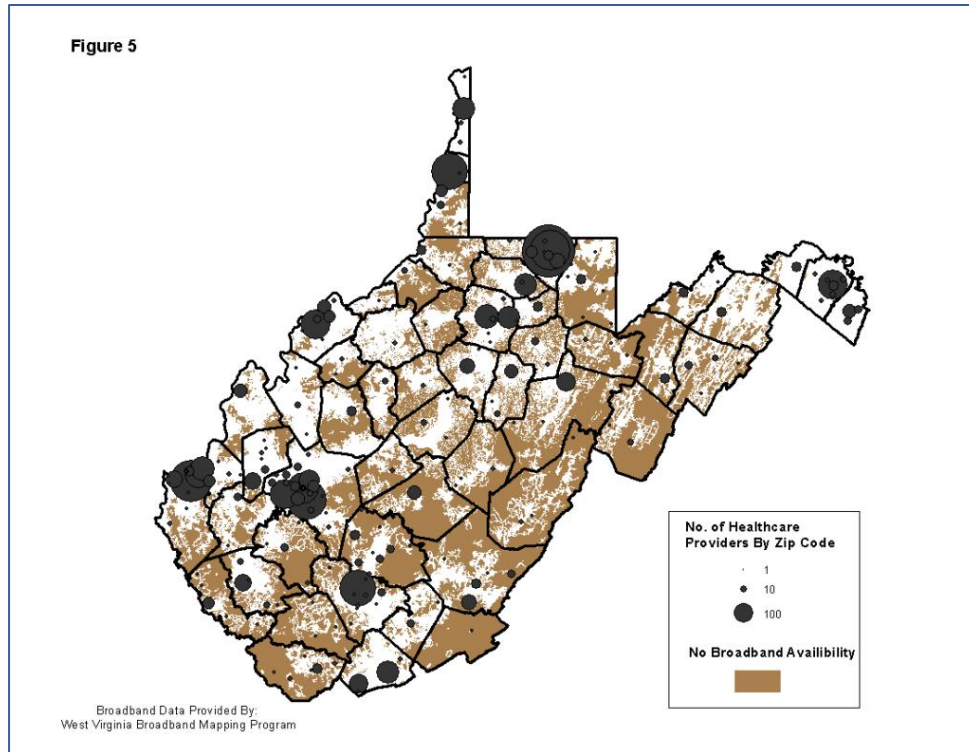 Figure 5
No. of Healthcare
Providers By Zip Code
1
10
100
No Broadband Availibility
Broadband Data Provided By:
West Virginia Broadband Mapping Program